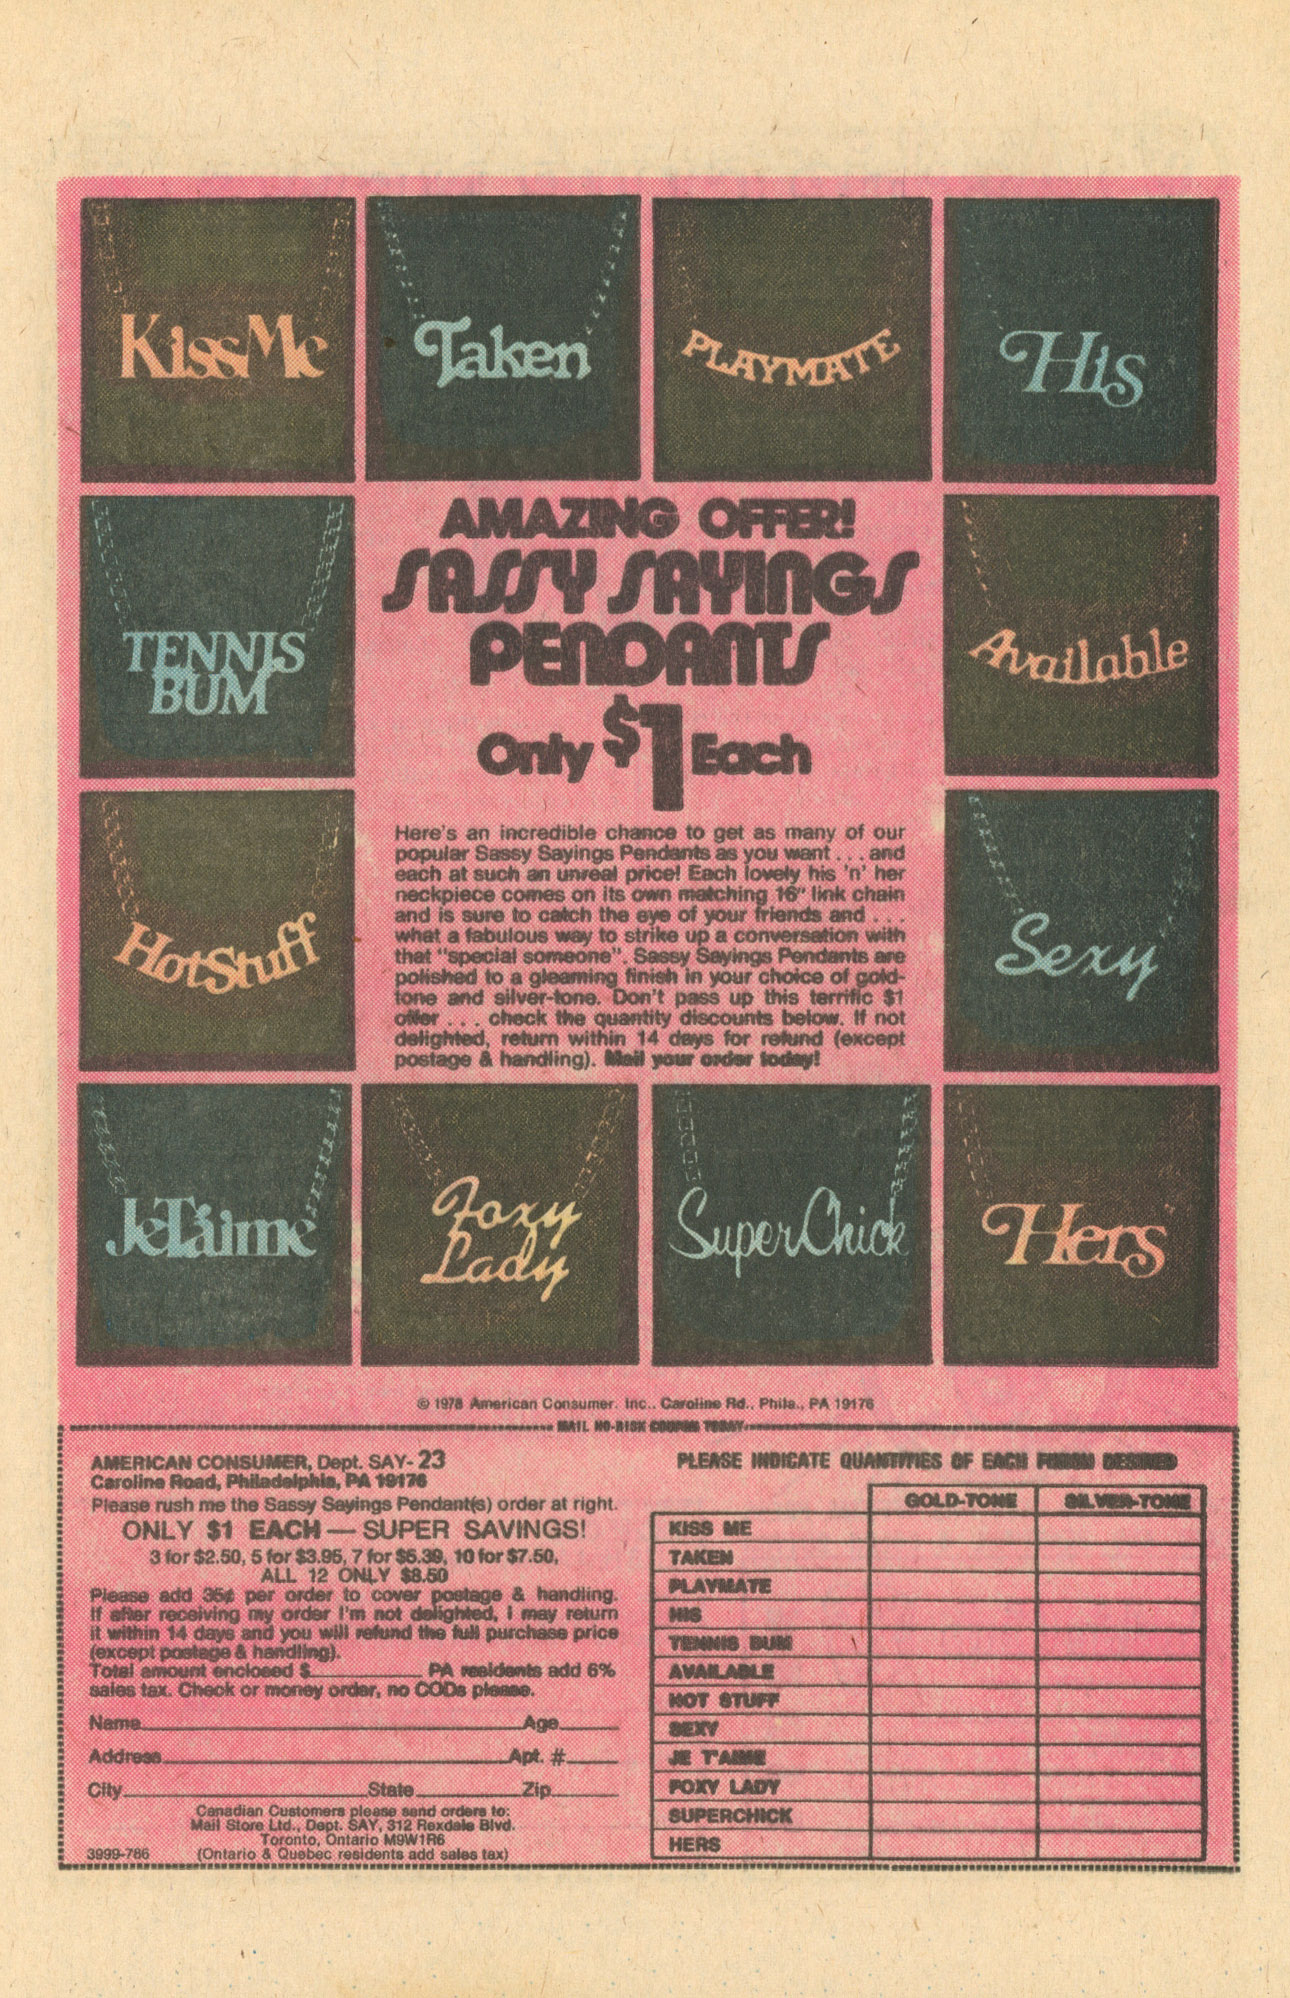 Kiss Me
Taken
PLAYMATE
His
TENNIS
BUM
AMAZING OFFER!
SASSY SAYINGS
PENDANTS
Only $1 Each
Available
Here's an incredible chance to get as many of our
popular Sassy Sayings Pendants as you want . . . and
each at such an unreal price! Each lovely his 'n' her
neckpiece comes on its own matching 16" link chain
and is sure to catch the eye of your friends and . . .
what a fabulous way to strike up a conversation with
that "special someone". Sassy Sayings Pendants are
polished to a gleaming finish in your choice of gold-
tone and silver-tone. Don't pass up this terrific $1
offer . . . check the quantity discounts below. If not
delighted, return within 14 days for refund (except
postage & handling). Mail your order today!
Hot Stuff
Sexy
Je T'aime
Foxy
Lady
Super Chick
Hers
© 1978 American Consumer, Inc., Caroline Rd., Phila., PA 19176
MAIL NO-RISK COUPON TODAY
AMERICAN CONSUMER, Dept. SAY-23
Caroline Road, Philadelphia, PA 19176
Please rush me the Sassy Sayings Pendant(s) order at right.
ONLY $1 EACH — SUPER SAVINGS!
3 for $2.50, 5 for $3.95, 7 for $5.39, 10 for $7.50,
ALL 12 ONLY $8.50
Please add 35¢ per order to cover postage & handling.
If after receiving my order I'm not delighted, I may return
it within 14 days and you will refund the full purchase price
(except postage & handling).
Total amount enclosed $ PA residents add 6%
sales tax. Check or money order, no CODs please.
Name Age
Address Apt. #
City State Zip
Canadian Customers please send orders to:
Mail Store Ltd., Dept. SAY, 312 Rexdale Blvd.
Toronto, Ontario M9W1R6
3999-786 (Ontario & Quebec residents add sales tax)
PLEASE INDICATE QUANTITIES OF EACH FINISH DESIRED
GOLD-TONE SILVER-TONE
KISS ME
TAKEN
PLAYMATE
HIS
TENNIS BUM
AVAILABLE
HOT STUFF
SEXY
JE T'AIME
FOXY LADY
SUPERCHICK
HERS